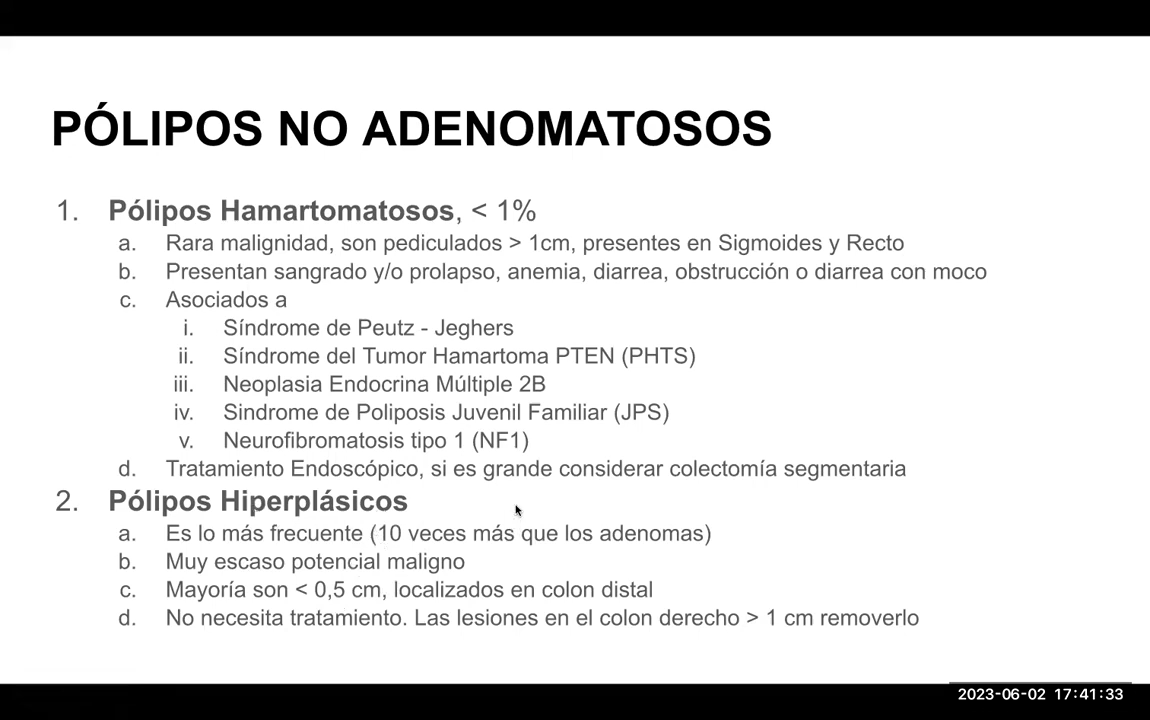 PÓLIPOS NO ADENOMATOSOS
1. Pólipos Hamartomatosos, < 1%
a. Rara malignidad, son pediculados > 1cm, presentes en Sigmoides y Recto
b. Presentan sangrado y/o prolapso, anemia, diarrea, obstrucción o diarrea con moco
c. Asociados a
i. Síndrome de Peutz - Jeghers
ii. Síndrome del Tumor Hamartoma PTEN (PHTS)
iii. Neoplasia Endocrina Múltiple 2B
iv. Sindrome de Poliposis Juvenil Familiar (JPS)
v. Neurofibromatosis tipo 1 (NF1)
d. Tratamiento Endoscópico, si es grande considerar colectomía segmentaria
2. Pólipos Hiperplásicos
a. Es lo más frecuente (10 veces más que los adenomas)
b. Muy escaso potencial maligno
c. Mayoría son < 0,5 cm, localizados en colon distal
d. No necesita tratamiento. Las lesiones en el colon derecho > 1 cm removerlo
2023-06-02 17:41:33